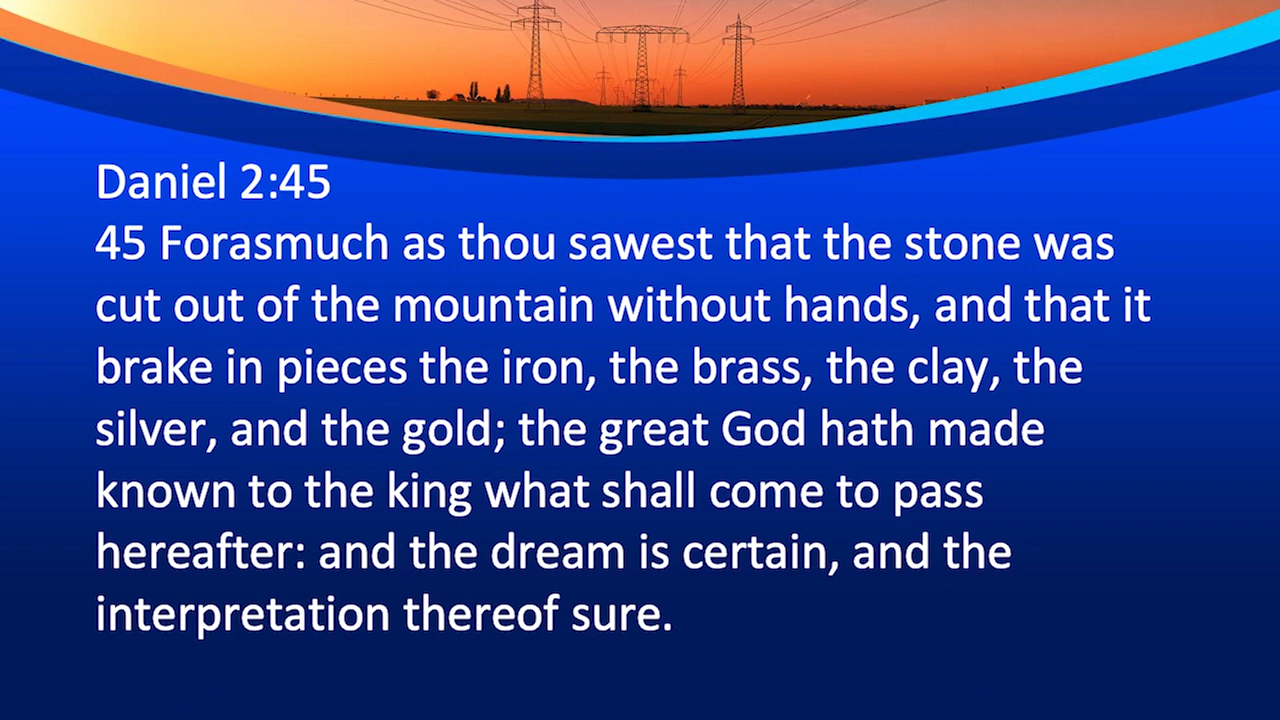 Daniel 2:45
45 Forasmuch as thou sawest that the stone was
cut out of the mountain without hands, and that it
brake in pieces the iron, the brass, the clay, the
silver, and the gold; the great God hath made
known to the king what shall come to pass
hereafter: and the dream is certain, and the
interpretation thereof sure.